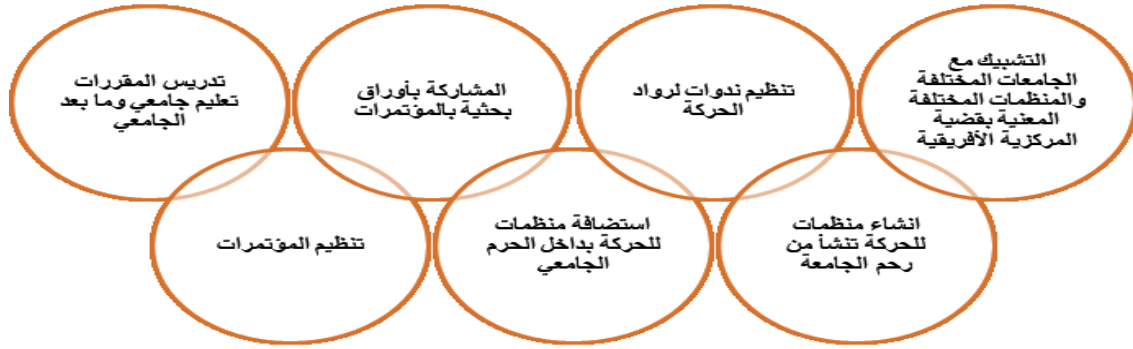 التشبيك مع
الجامعات المختلفة
والمنظمات المختلفة
المعنية بقضية
المركزية الأفريقية
تنظيم ندوات لرواد
الحركة
المشاركة بأوراق
بحثية بالمؤتمرات
تدريس المقررات
تعليم جامعي وما بعد
الجامعي
انشاء منظمات
للحركة تنشأ من
رحم الجامعة
استضافة منظمات
للحركة بداخل الحرم
الجامعي
تنظيم المؤتمرات